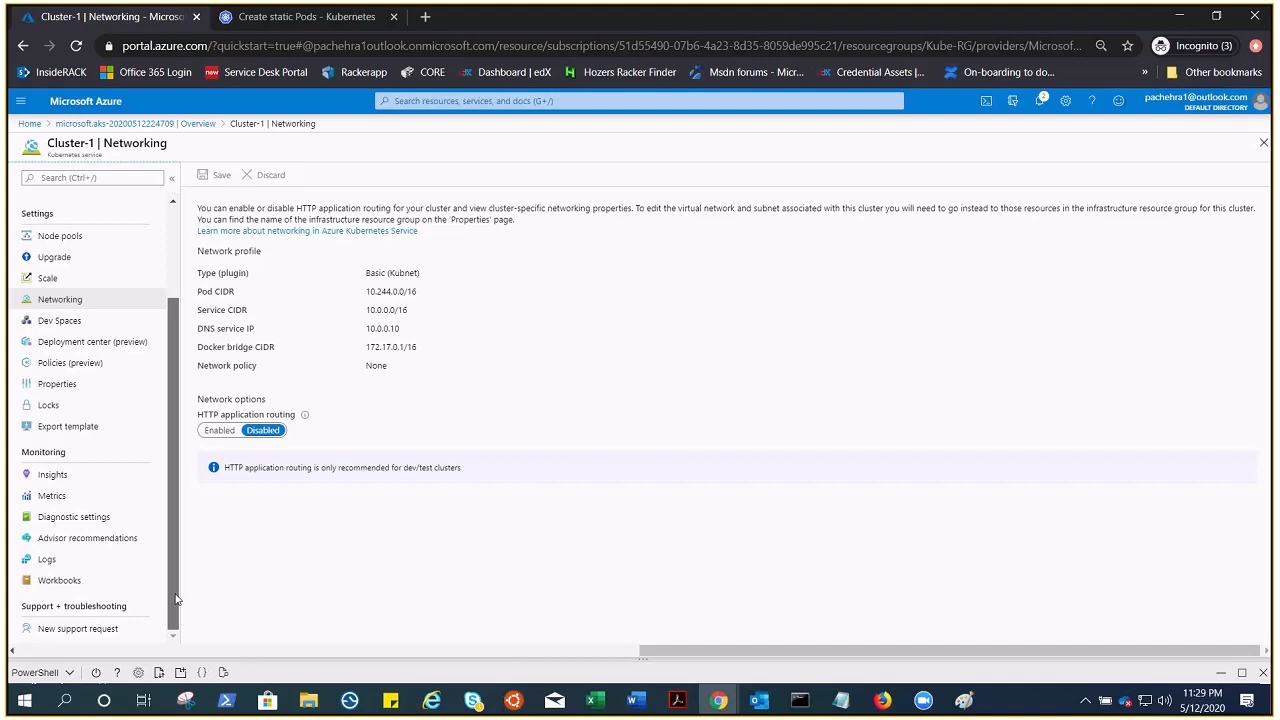 Cluster-1 | Networking - Microso
Create static Pods - Kubernetes
portal.azure.com/?quickstart=true#@pachehra1outlook.onmicrosoft.com/resource/subscriptions/51d55490-07b6-4a23-8d35-8059de995c21/resourcegroups/Kube-RG/providers/Microsof...
Incognito (3)
InsideRACK
Office 365 Login
Service Desk Portal
Rackerapp
CORE
Dashboard | edX
Hozers Racker Finder
Msdn forums - Micr...
Credential Assets |...
On-boarding to do...
»
Other bookmarks
Microsoft Azure
Search resources, services, and docs (G+/)
2
pachehra1@outlook.com
DEFAULT DIRECTORY
Home > microsoft.aks-20200512224709 | Overview > Cluster-1 | Networking
Cluster-1 | Networking
Kubernetes service
Search (Ctrl+/)
«
Save
Discard
Settings
Node pools
Upgrade
Scale
Networking
Dev Spaces
Deployment center (preview)
Policies (preview)
Properties
Locks
Export template
Monitoring
Insights
Metrics
Diagnostic settings
Advisor recommendations
Logs
Workbooks
Support + troubleshooting
New support request
You can enable or disable HTTP application routing for your cluster and view cluster-specific networking properties. To edit the virtual network and subnet associated with this cluster you will need to go instead to those resources in the infrastructure resource group for this cluster.
You can find the name of the infrastructure resource group on the 'Properties' page.
Learn more about networking in Azure Kubernetes Service
Network profile
Type (plugin) Basic (Kubnet)
Pod CIDR 10.244.0.0/16
Service CIDR 10.0.0.0/16
DNS service IP 10.0.0.10
Docker bridge CIDR 172.17.0.1/16
Network policy None
Network options
HTTP application routing
Enabled Disabled
HTTP application routing is only recommended for dev/test clusters
PowerShell
11:29 PM
5/12/2020